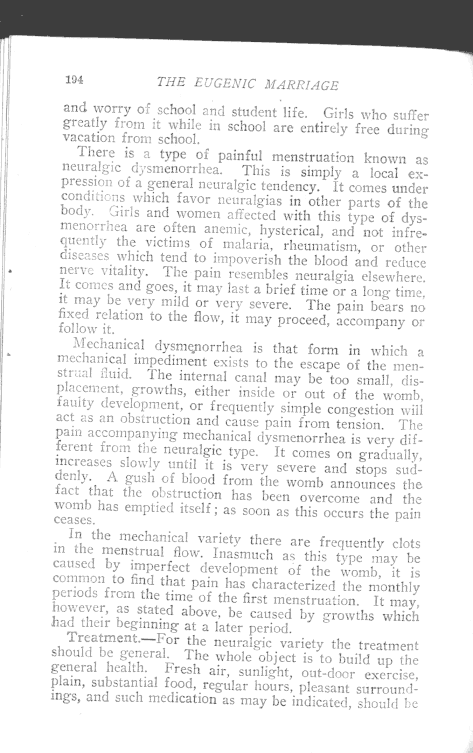 194 THE EUGENIC MARRIAGE
and worry of school and student life. Girls who suffer
greatly from it while in school are entirely free during
vacation from school.
There is a type of painful menstruation known as
neuralgic dysmenorrhea. This is simply a local ex-
pression of a general neuralgic tendency. It comes under
conditions which favor neuralgias in other parts of the
body. Girls and women affected with this type of dys-
menorrhea are often anemic, hysterical, and not infre-
quently the victims of malaria, rheumatism, or other
diseases which tend to impoverish the blood and reduce
nerve vitality. The pain resembles neuralgia elsewhere.
It comes and goes, it may last a brief time or a long time,
it may be very mild or very severe. The pain bears no
fixed relation to the flow, it may proceed, accompany or
follow it.
Mechanical dysmenorrhea is that form in which a
mechanical impediment exists to the escape of the men-
strual fluid. The internal canal may be too small, dis-
placement, growths, either inside or out of the womb,
faulty development, or frequently simple congestion will
act as an obstruction and cause pain from tension. The
pain accompanying mechanical dysmenorrhea is very dif-
ferent from the neuralgic type. It comes on gradually,
increases slowly until it is very severe and stops sud-
denly. A gush of blood from the womb announces the
fact that the obstruction has been overcome and the
womb has emptied itself; as soon as this occurs the pain
ceases.
In the mechanical variety there are frequently clots
in the menstrual flow. Inasmuch as this type may be
caused by imperfect development of the womb, it is
common to find that pain has characterized the monthly
periods from the time of the first menstruation. It may,
however, as stated above, be caused by growths which
had their beginning at a later period.
Treatment.—For the neuralgic variety the treatment
should be general. The whole object is to build up the
general health. Fresh air, sunlight, out-door exercise,
plain, substantial food, regular hours, pleasant surround-
ings, and such medication as may be indicated, should be